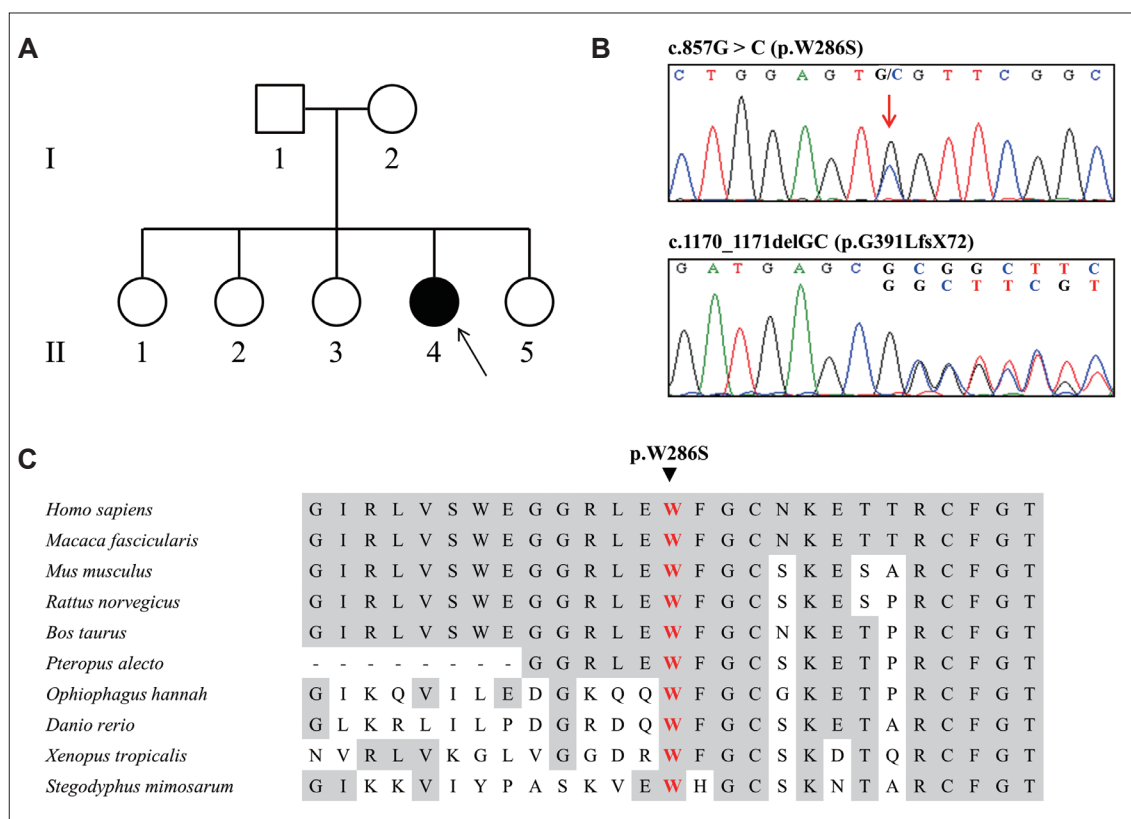 A
1 2
I
1 2 3 4 5
II
B
c.857G > C (p.W286S)
C T G G A G T G/C G T T C G G C
c.1170_1171delGC (p.G391LfsX72)
G A T G A G C G C G G C T T C
G G C T T C G T
C
p.W286S
Homo sapiens G I R L V S W E G G R L E W F G C N K E T T R C F G T
Macaca fascicularis G I R L V S W E G G R L E W F G C N K E T T R C F G T
Mus musculus G I R L V S W E G G R L E W F G C S K E S A R C F G T
Rattus norvegicus G I R L V S W E G G R L E W F G C S K E S P R C F G T
Bos taurus G I R L V S W E G G R L E W F G C N K E T P R C F G T
Pteropus alecto - - - - - - - - G G R L E W F G C S K E T P R C F G T
Ophiophagus hannah G I K Q V I L E D G K Q Q W F G C G K E T P R C F G T
Danio rerio G L K R L I L P D G R D Q W F G C S K E T A R C F G T
Xenopus tropicalis N V R L V K G L V G G D R W F G C S K D T Q R C F G T
Stegodyphus mimosarum G I K K V I Y P A S K V E W H G C S K N T A R C F G T